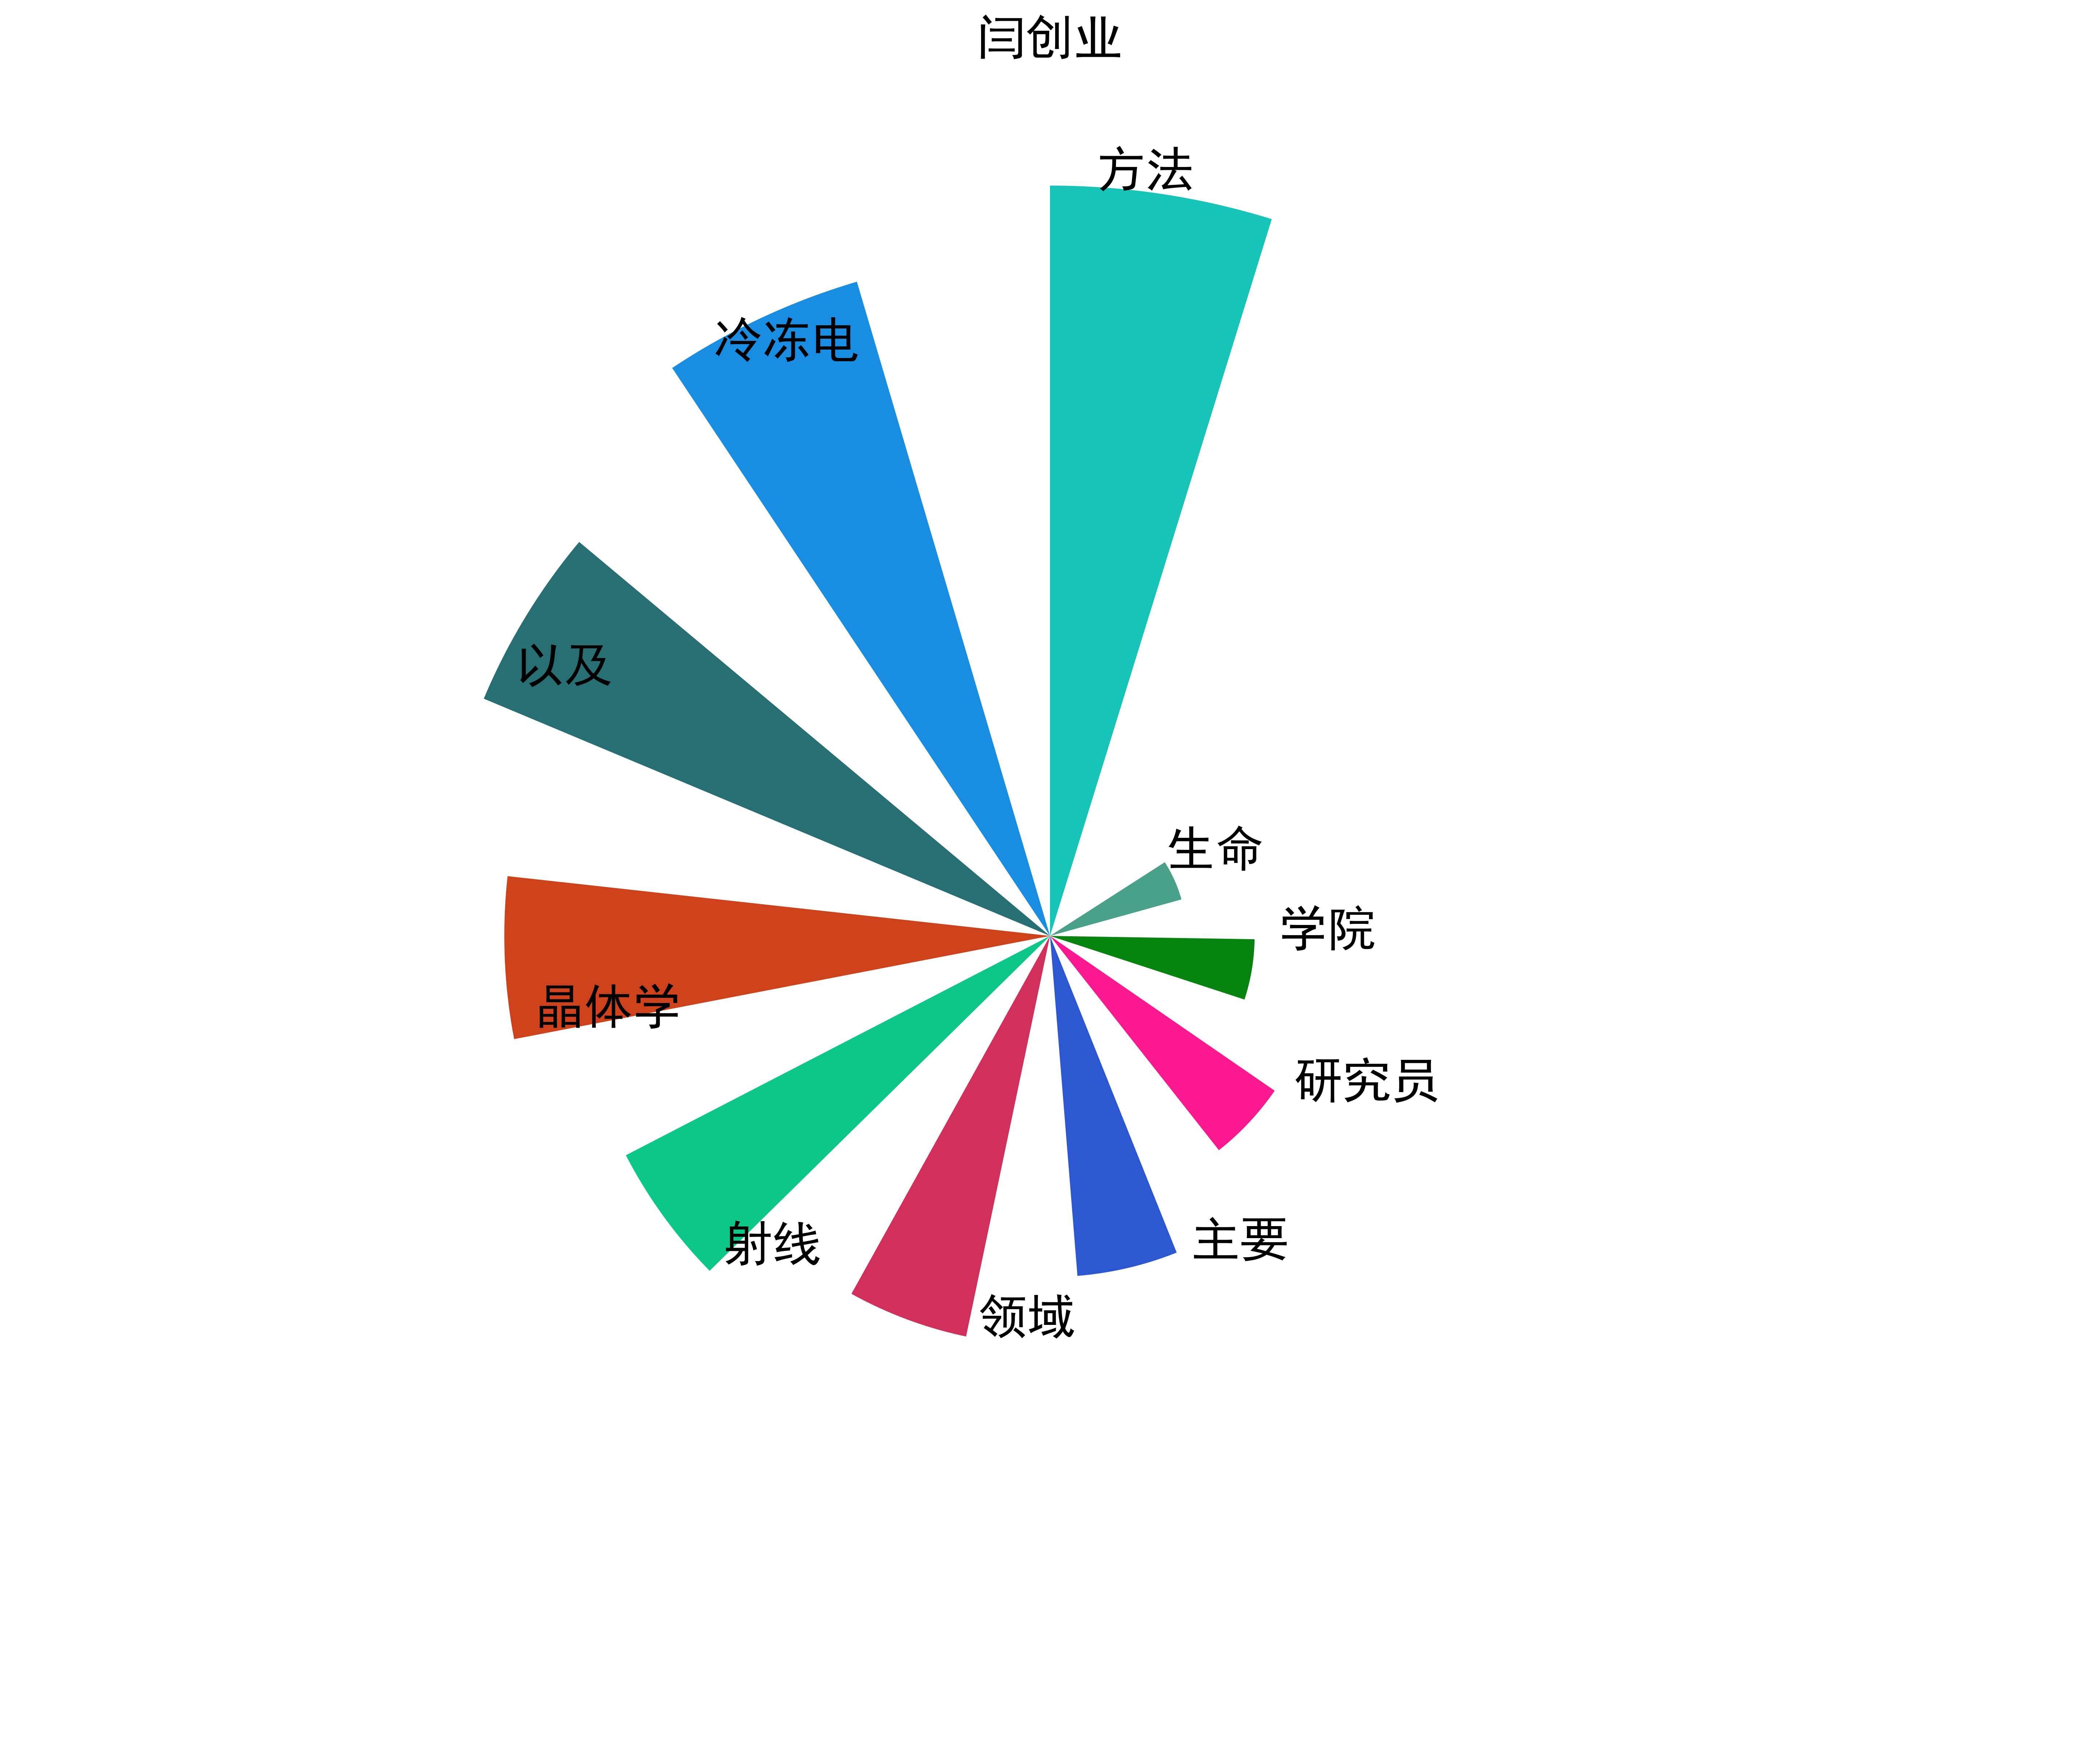 闫创业
方法
冷冻电
以及
生命
学院
晶体学
研究员
射线
主要
领域